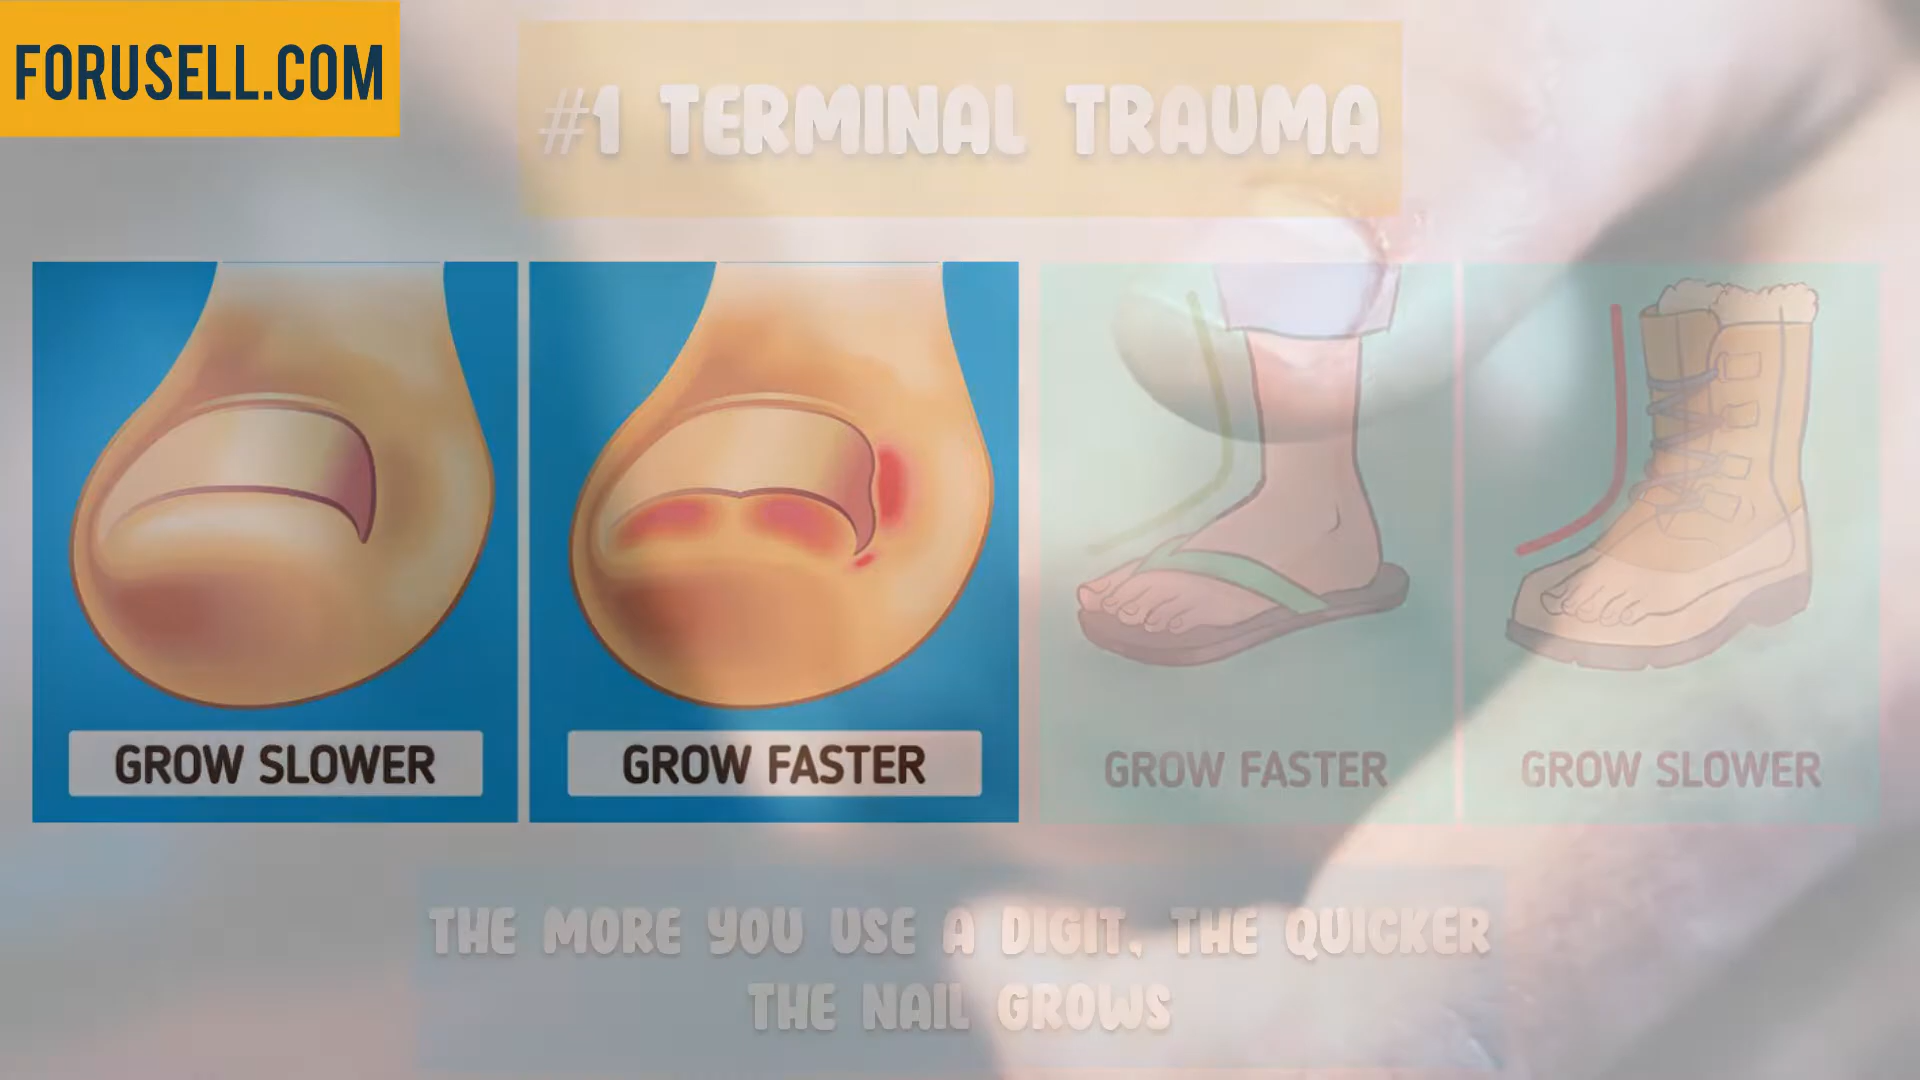 FORUSELL.COM
#1 TERMINAL TRAUMA
GROW SLOWER
GROW FASTER
GROW FASTER
GROW SLOWER
THE MORE YOU USE A DIGIT, THE QUICKER
THE NAIL GROWS